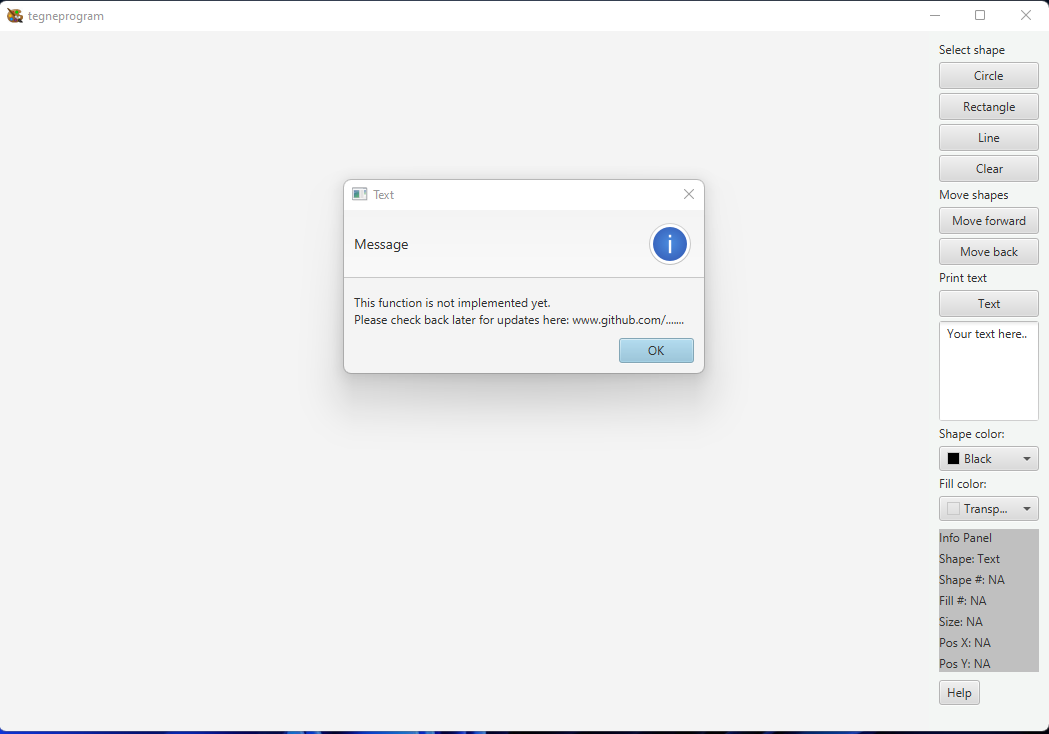 tegneprogram
Select shape
Circle
Rectangle
Line
Clear
Move shapes
Move forward
Move back
Print text
Text
Your text here..
Shape color:
Black
Fill color:
Transp...
Info Panel
Shape: Text
Shape #: NA
Fill #: NA
Size: NA
Pos X: NA
Pos Y: NA
Help
Text
Message
i
This function is not implemented yet.
Please check back later for updates here: www.github.com/.......
OK